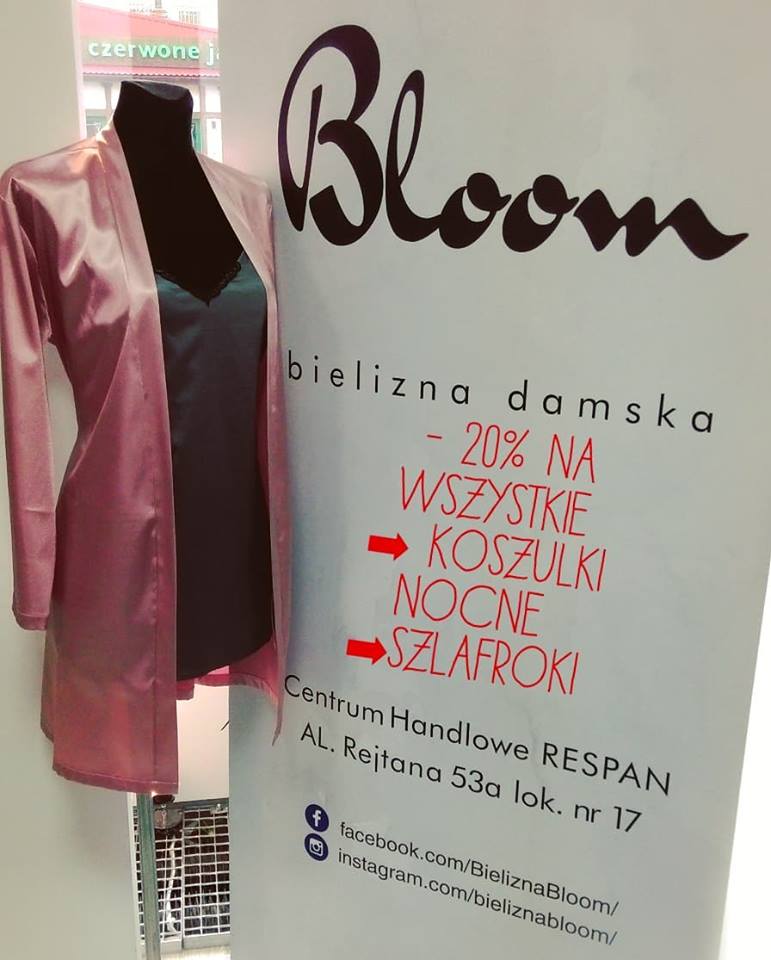 czerwone
Bloom
bielizna damska
- 20% NA
WSZYSTKIE
KOSZULKI
NOCNE
SZLAFROKI
Centrum Handlowe RESPAN
AL. Rejtana 53a lok. nr 17
facebook.com/BieliznaBloom/
instagram.com/bieliznabloom/